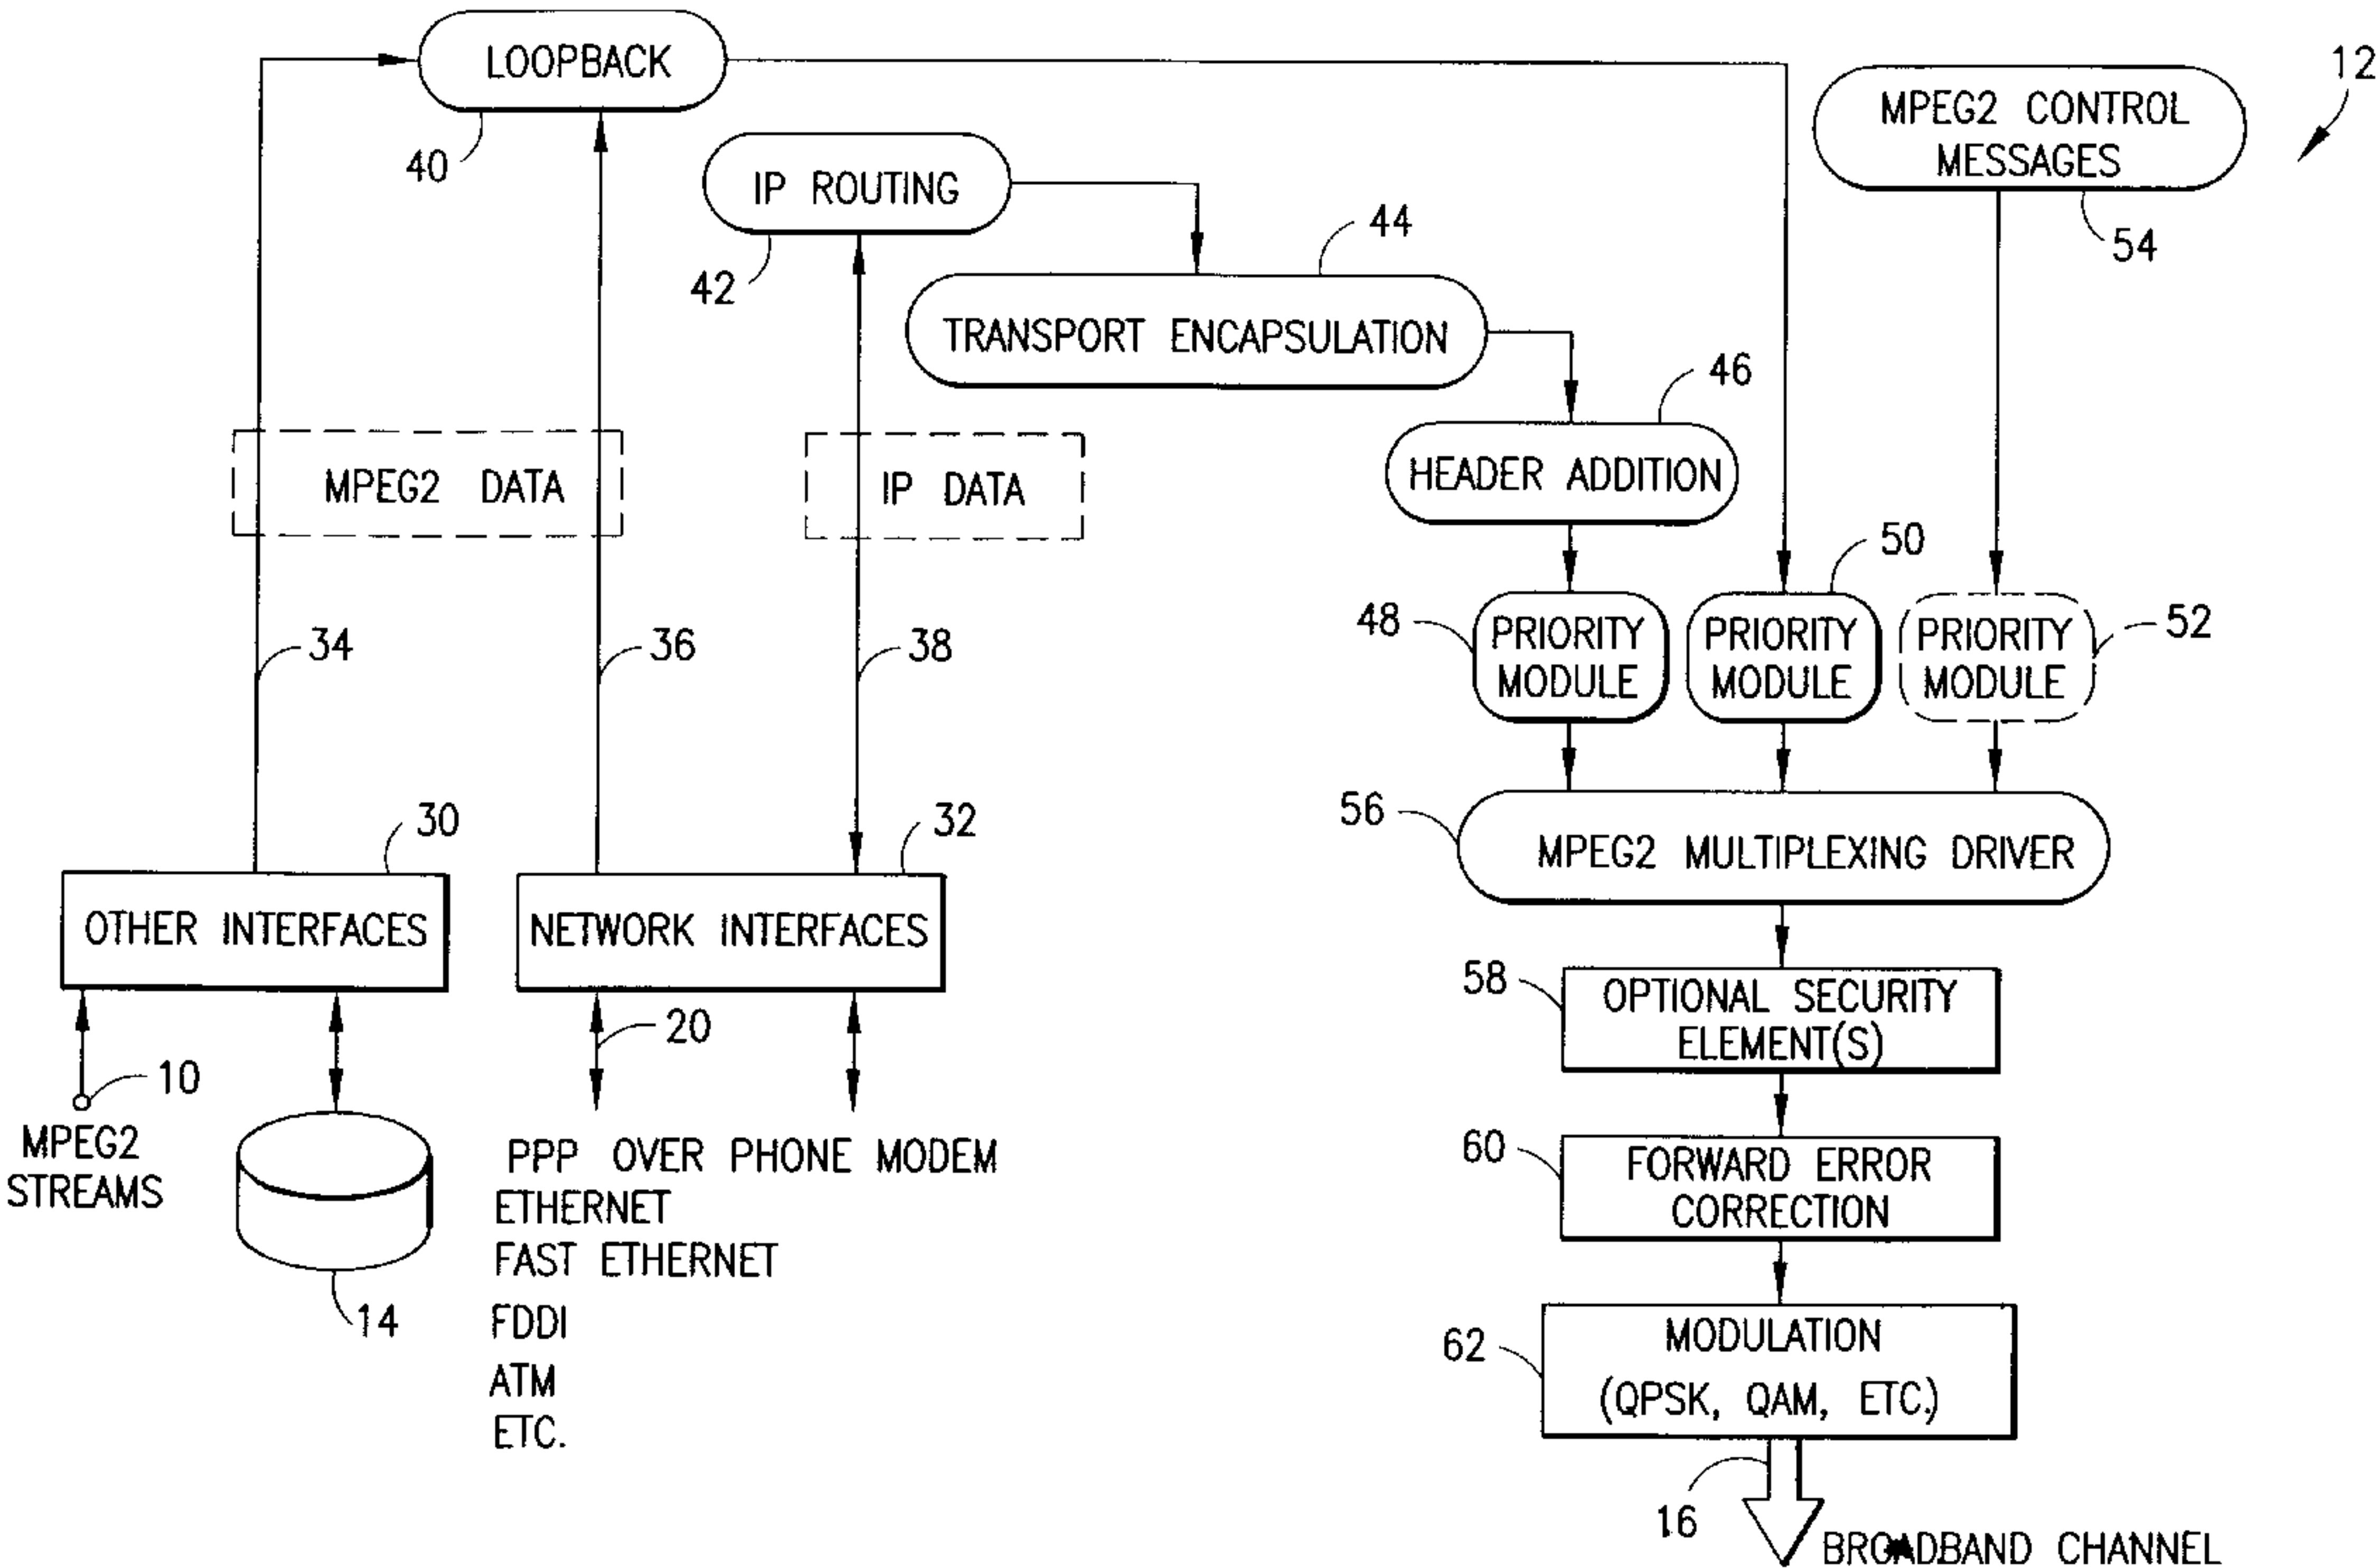 LOOPBACK
40
12
MPEG2 CONTROL
MESSAGES
54
IP ROUTING
42
44
TRANSPORT ENCAPSULATION
46
HEADER ADDITION
MPEG2 DATA
IP DATA
34
36
38
48
PRIORITY
MODULE
50
PRIORITY
MODULE
52
PRIORITY
MODULE
56
MPEG2 MULTIPLEXING DRIVER
30
OTHER INTERFACES
32
NETWORK INTERFACES
58
OPTIONAL SECURITY
ELEMENT(S)
10
MPEG2
STREAMS
14
20
PPP OVER PHONE MODEM
ETHERNET
FAST ETHERNET
FDDI
ATM
ETC.
60
FORWARD ERROR
CORRECTION
62
MODULATION
(QPSK, QAM, ETC.)
16
BROADBAND CHANNEL